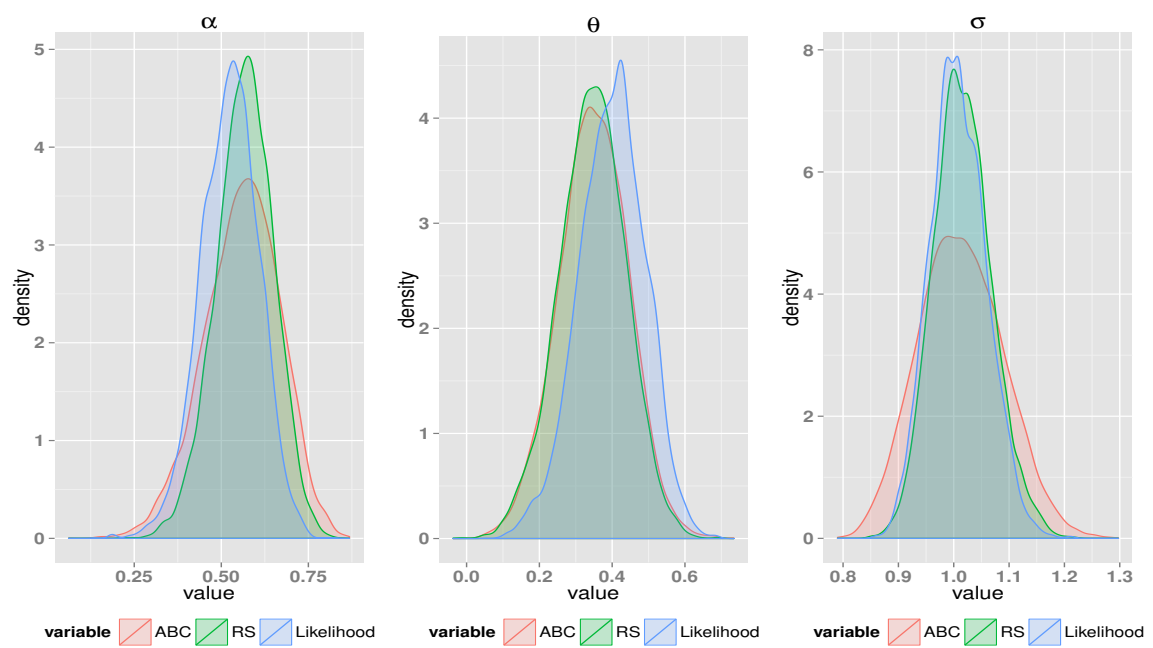 α
5
4
3
2
1
0
density
0.25 0.50 0.75
value
variable ABC RS Likelihood
θ
4
3
2
1
0
density
0.0 0.2 0.4 0.6
value
variable ABC RS Likelihood
σ
8
6
4
2
0
density
0.8 0.9 1.0 1.1 1.2 1.3
value
variable ABC RS Likelihood